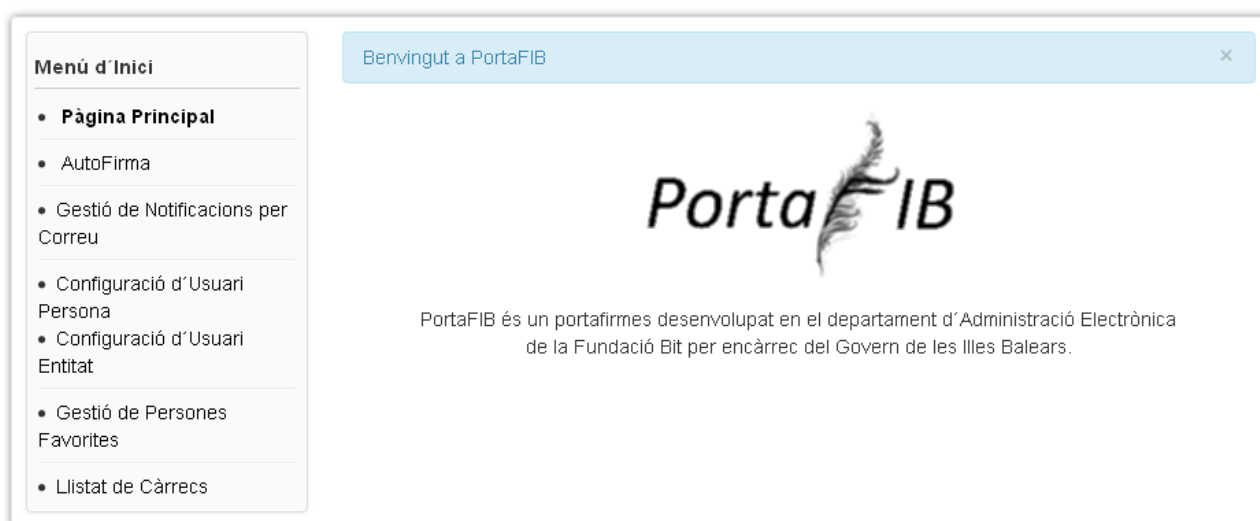 Menú d´Inici
Pàgina Principal
AutoFirma
Gestió de Notificacions per
Correu
Configuració d´Usuari
Persona
Configuració d´Usuari
Entitat
Gestió de Persones
Favorites
Llistat de Càrrecs
Benvingut a PortaFIB
×
PortaFIB
PortaFIB és un portafirmes desenvolupat en el departament d´Administració Electrònica
de la Fundació Bit per encàrrec del Govern de les Illes Balears.